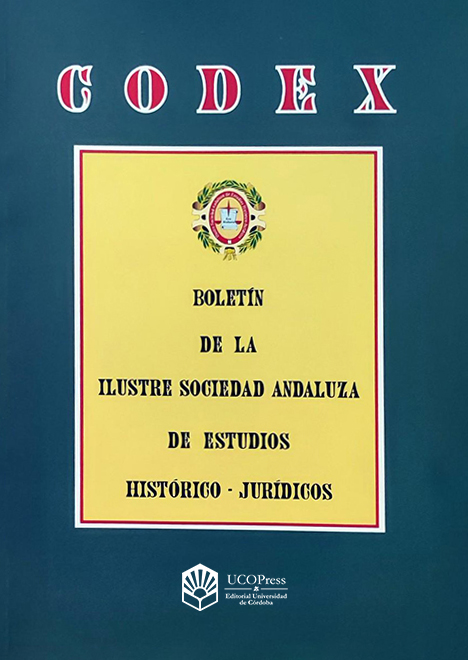 CODEX
BOLETÍN
DE LA
ILUSTRE SOCIEDAD ANDALUZA
DE ESTUDIOS
HISTÓRICO - JURÍDICOS
UCOPress
Editorial Universidad
de Córdoba